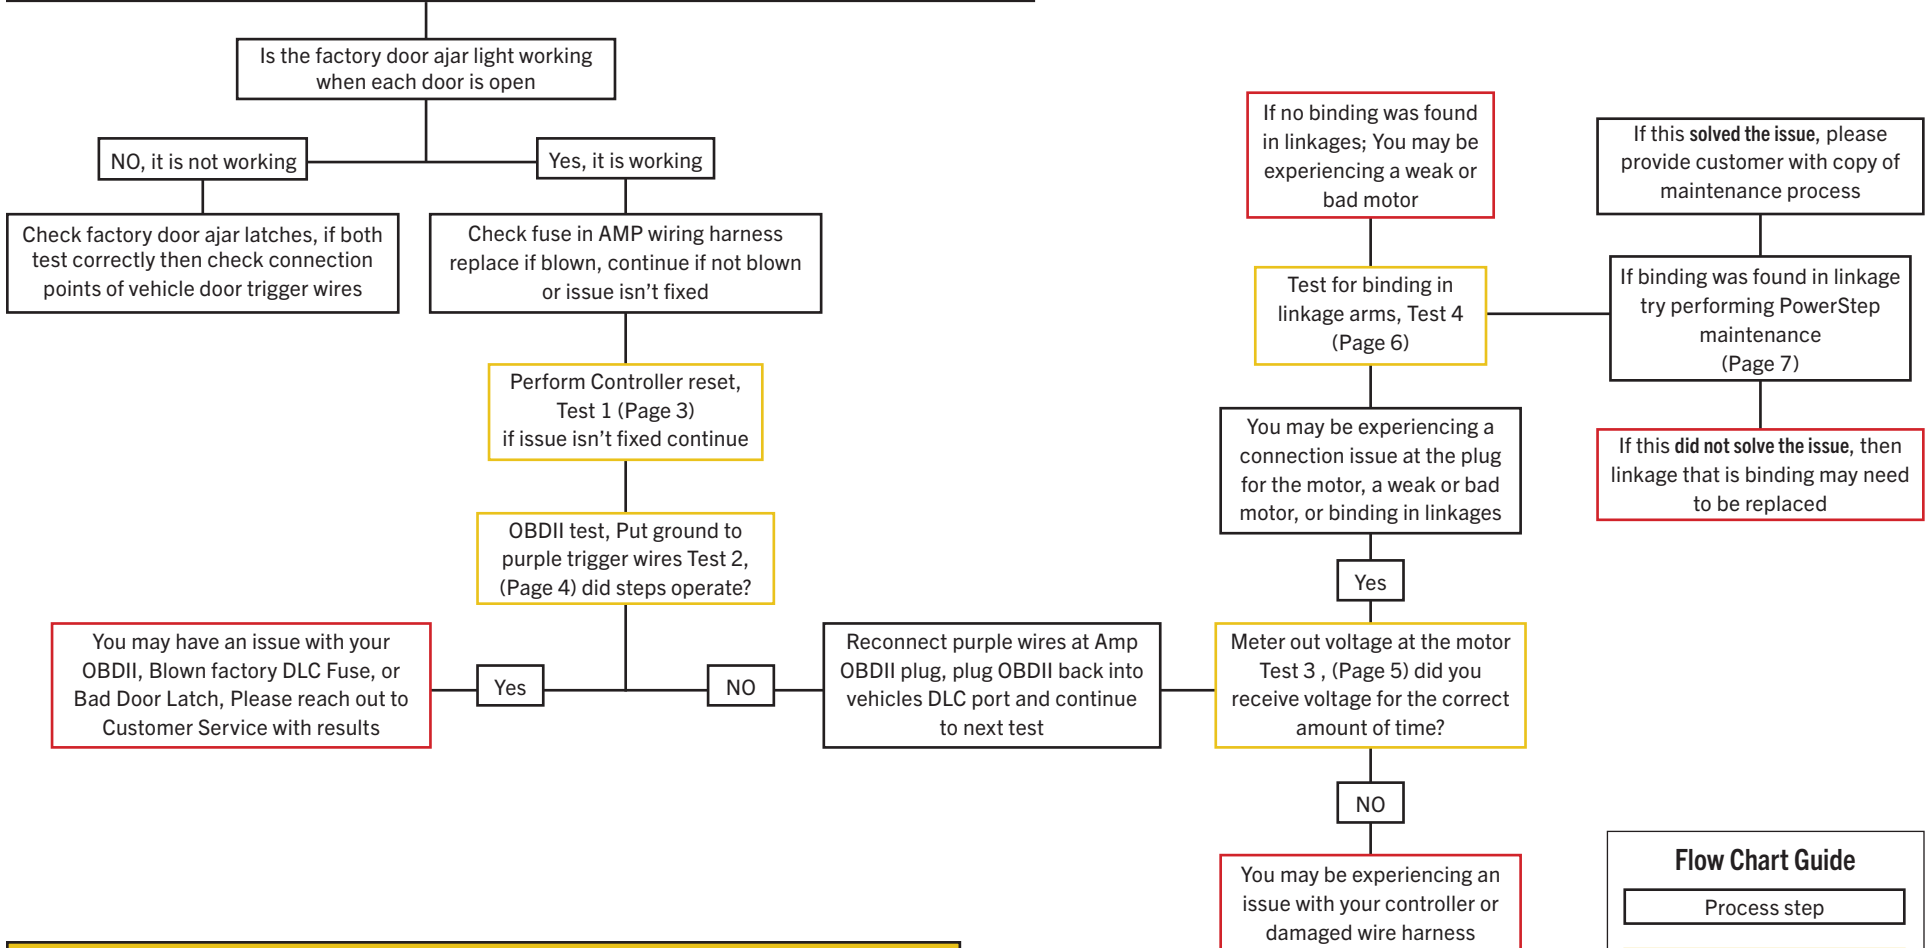 Is the factory door ajar light working
when each door is open
NO, it is not working
Yes, it is working
Check factory door ajar latches, if both
test correctly then check connection
points of vehicle door trigger wires
Check fuse in AMP wiring harness
replace if blown, continue if not blown
or issue isn't fixed
Perform Controller reset,
Test 1 (Page 3)
if issue isn't fixed continue
OBDII test, Put ground to
purple trigger wires Test 2,
(Page 4) did steps operate?
Yes
NO
You may have an issue with your
OBDII, Blown factory DLC Fuse, or
Bad Door Latch, Please reach out to
Customer Service with results
Reconnect purple wires at Amp
OBDII plug, plug OBDII back into
vehicles DLC port and continue
to next test
Meter out voltage at the motor
Test 3 , (Page 5) did you
receive voltage for the correct
amount of time?
Yes
You may be experiencing a
connection issue at the plug
for the motor, a weak or bad
motor, or binding in linkages
Test for binding in
linkage arms, Test 4
(Page 6)
If no binding was found
in linkages; You may be
experiencing a weak or
bad motor
If binding was found in linkage
try performing PowerStep
maintenance
(Page 7)
If this solved the issue, please
provide customer with copy of
maintenance process
If this did not solve the issue, then
linkage that is binding may need
to be replaced
NO
You may be experiencing an
issue with your controller or
damaged wire harness
Flow Chart Guide
Process step